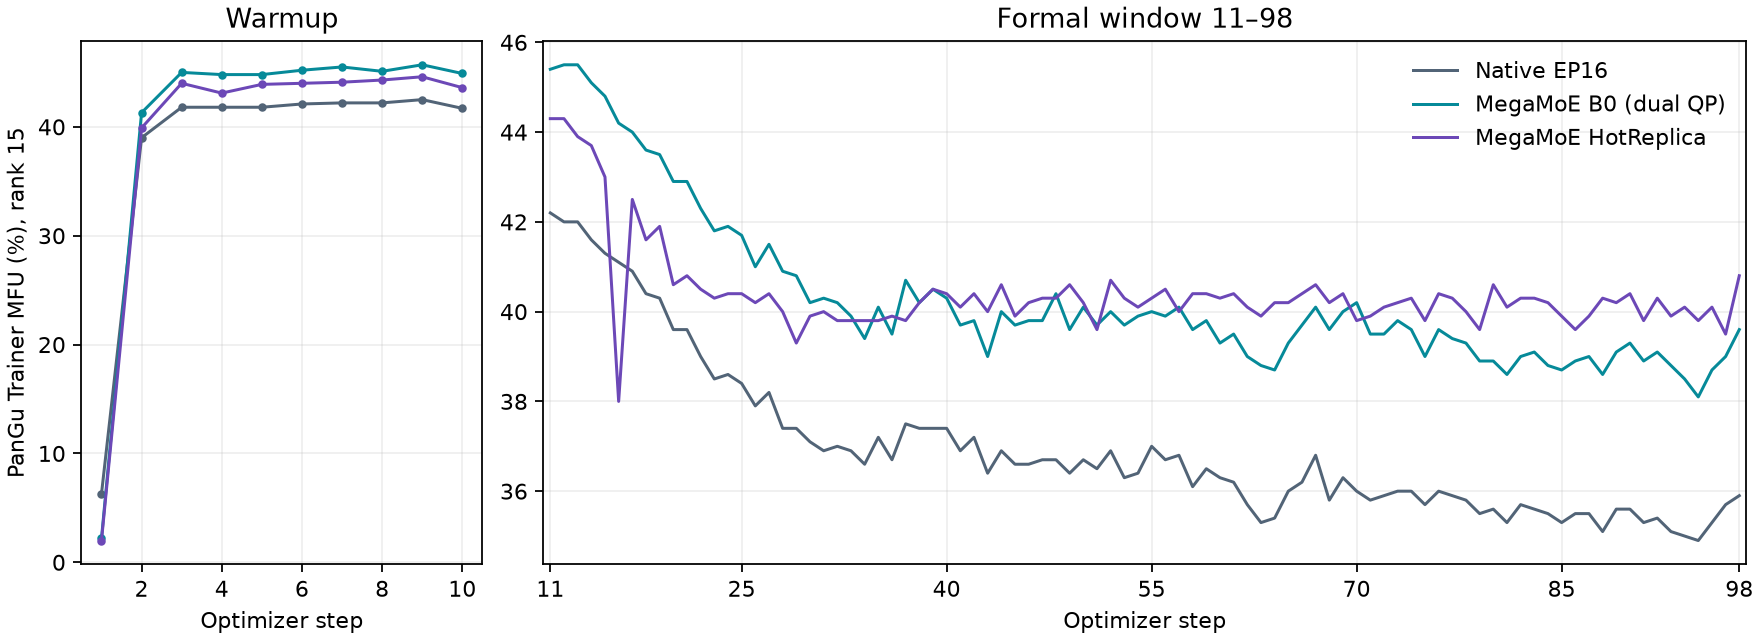 Warmup
PanGu Trainer MFU (%), rank 15
40
30
20
10
0
2 4 6 8 10
Optimizer step
Formal window 11–98
46
44
42
40
38
36
Native EP16
MegaMoE B0 (dual QP)
MegaMoE HotReplica
11 25 40 55 70 85 98
Optimizer step